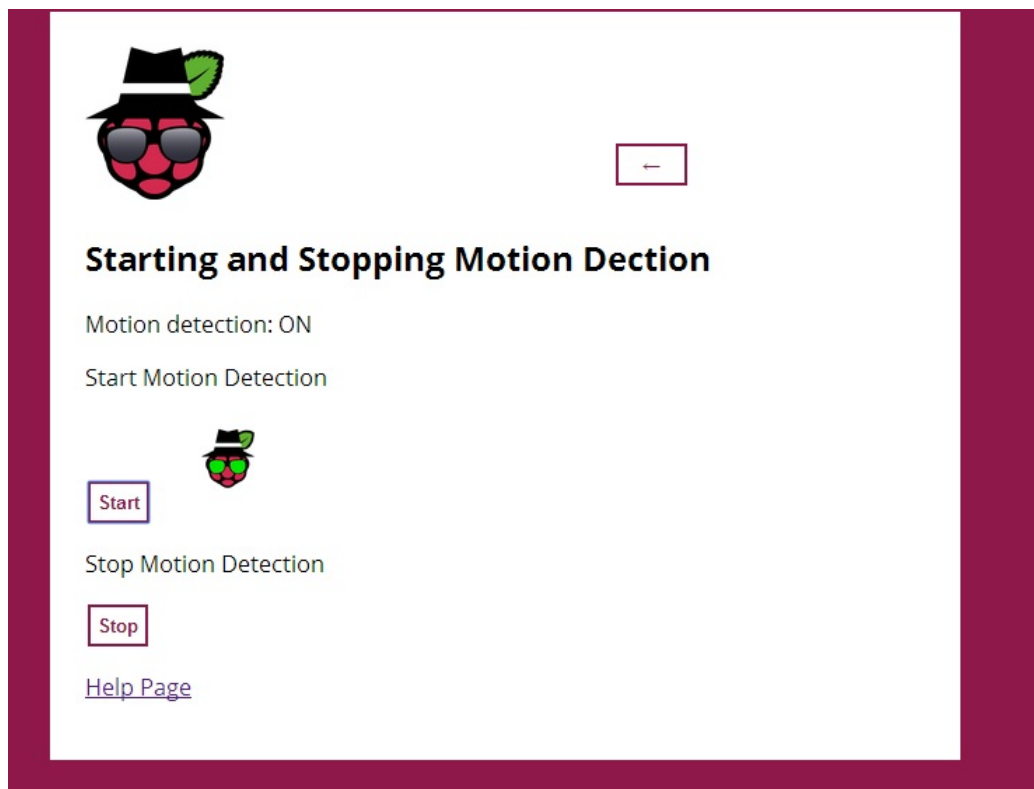 ←
Starting and Stopping Motion Dection
Motion detection: ON
Start Motion Detection
Start
Stop Motion Detection
Stop
Help Page